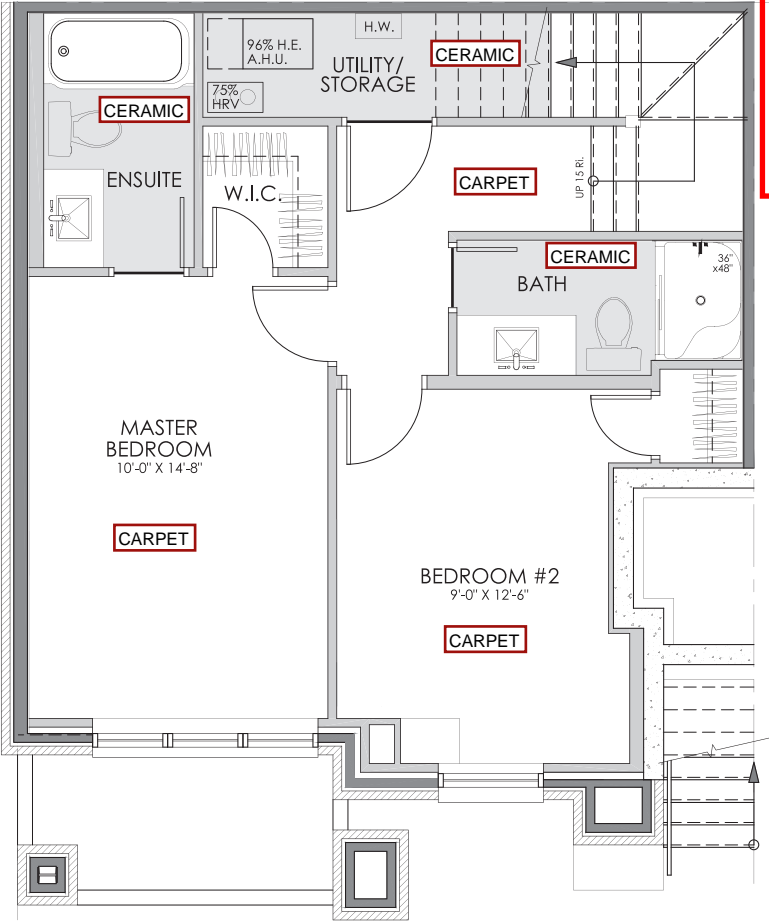 H.W.
96% H.E.
A.H.U.
UTILITY/
STORAGE
CERAMIC
75%
HRV
CERAMIC
ENSUITE
W.I.C.
CARPET
UP 15 Ri.
CERAMIC
BATH
36"
x48"
MASTER
BEDROOM
10'-0" X 14'-8"
CARPET
BEDROOM #2
9'-0" X 12'-6"
CARPET